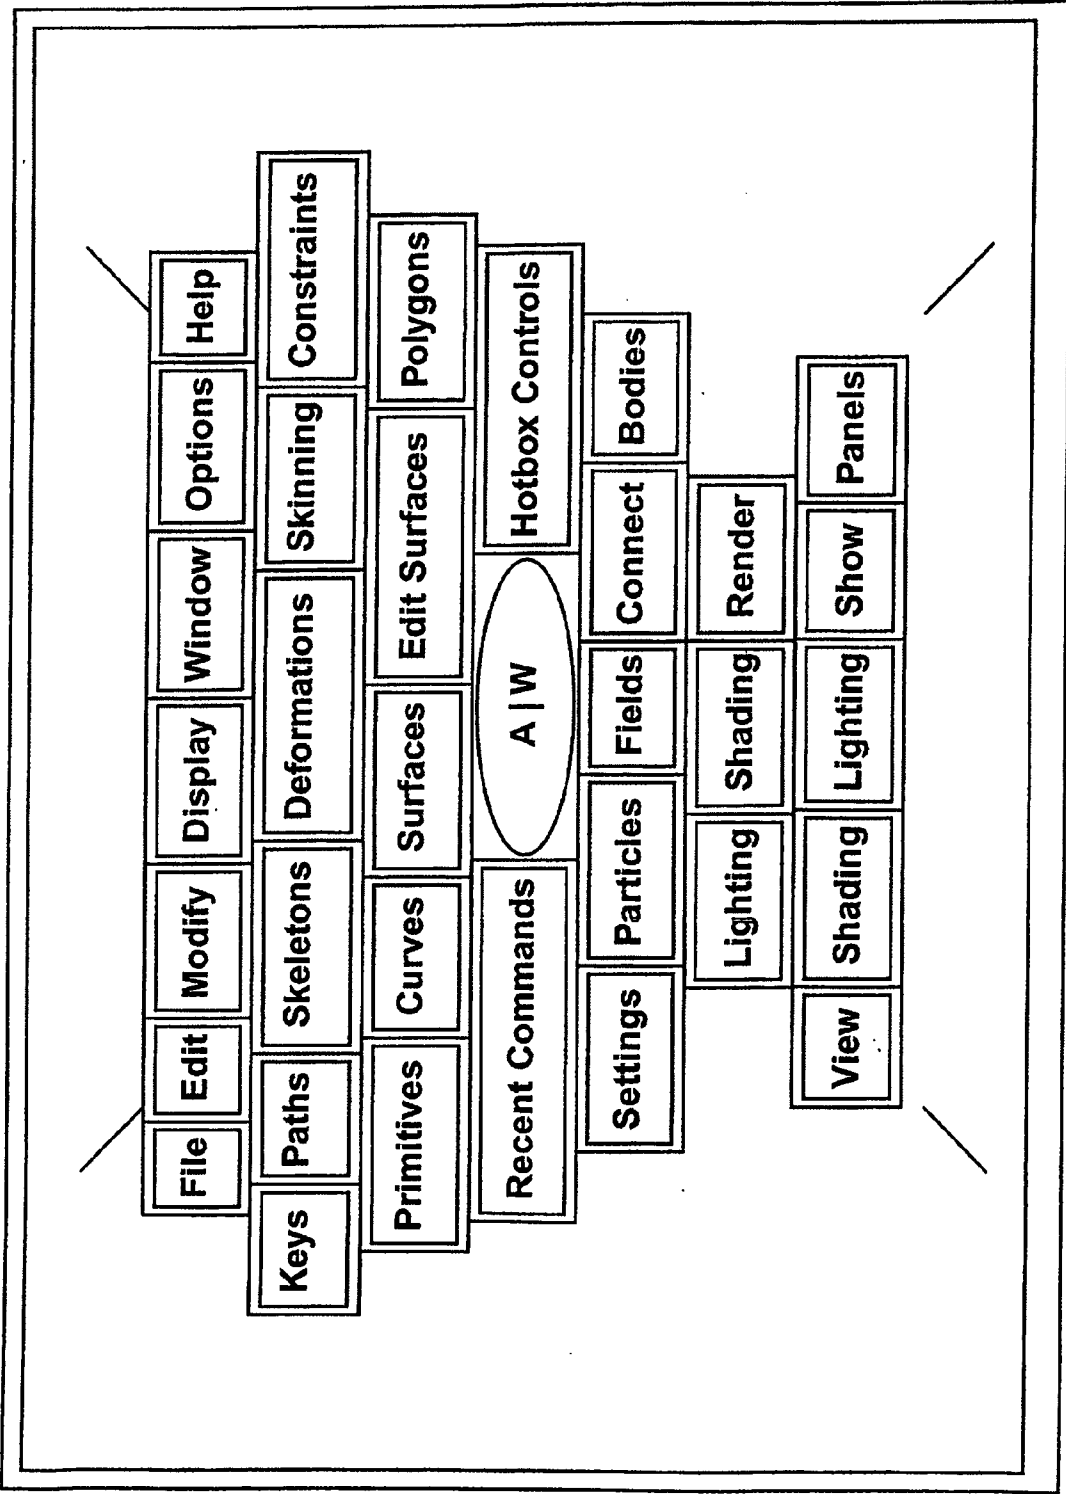 File Edit Modify Display Window Options Help
Keys Paths Skeletons Deformations Skinning Constraints
Primitives Curves Surfaces Edit Surfaces Polygons
Recent Commands A|W Hotbox Controls
Settings Particles Fields Connect Bodies
Lighting Shading Render
View Shading Lighting Show Panels